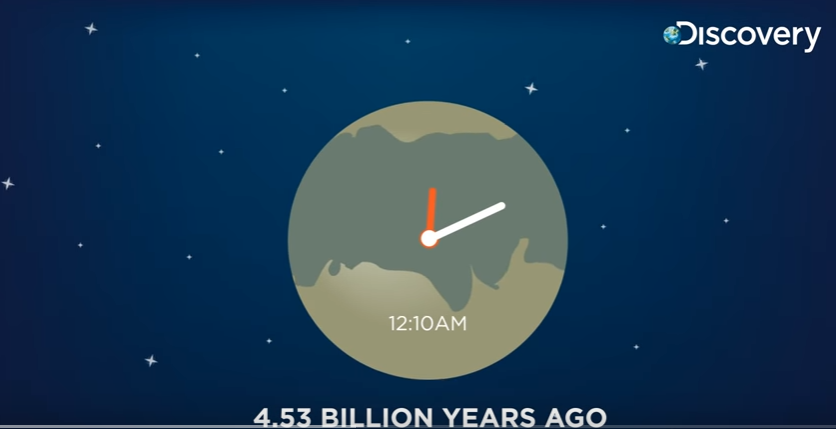 Discovery
12:10AM
4.53 BILLION YEARS AGO